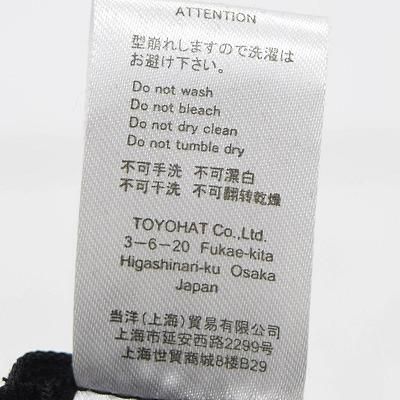 ATTENTION
型崩れしますので洗濯は
お避け下さい。
Do not wash
Do not bleach
Do not dry clean
Do not tumble dry
不可手洗 不可漂白
不可干洗 不可翻转乾燥
TOYOHAT Co.,Ltd.
3-6-20 Fukae-kita
Higashinari-ku Osaka
Japan
当洋(上海)貿易有限公司
上海市延安西路2299号
上海世貿商城8楼B29